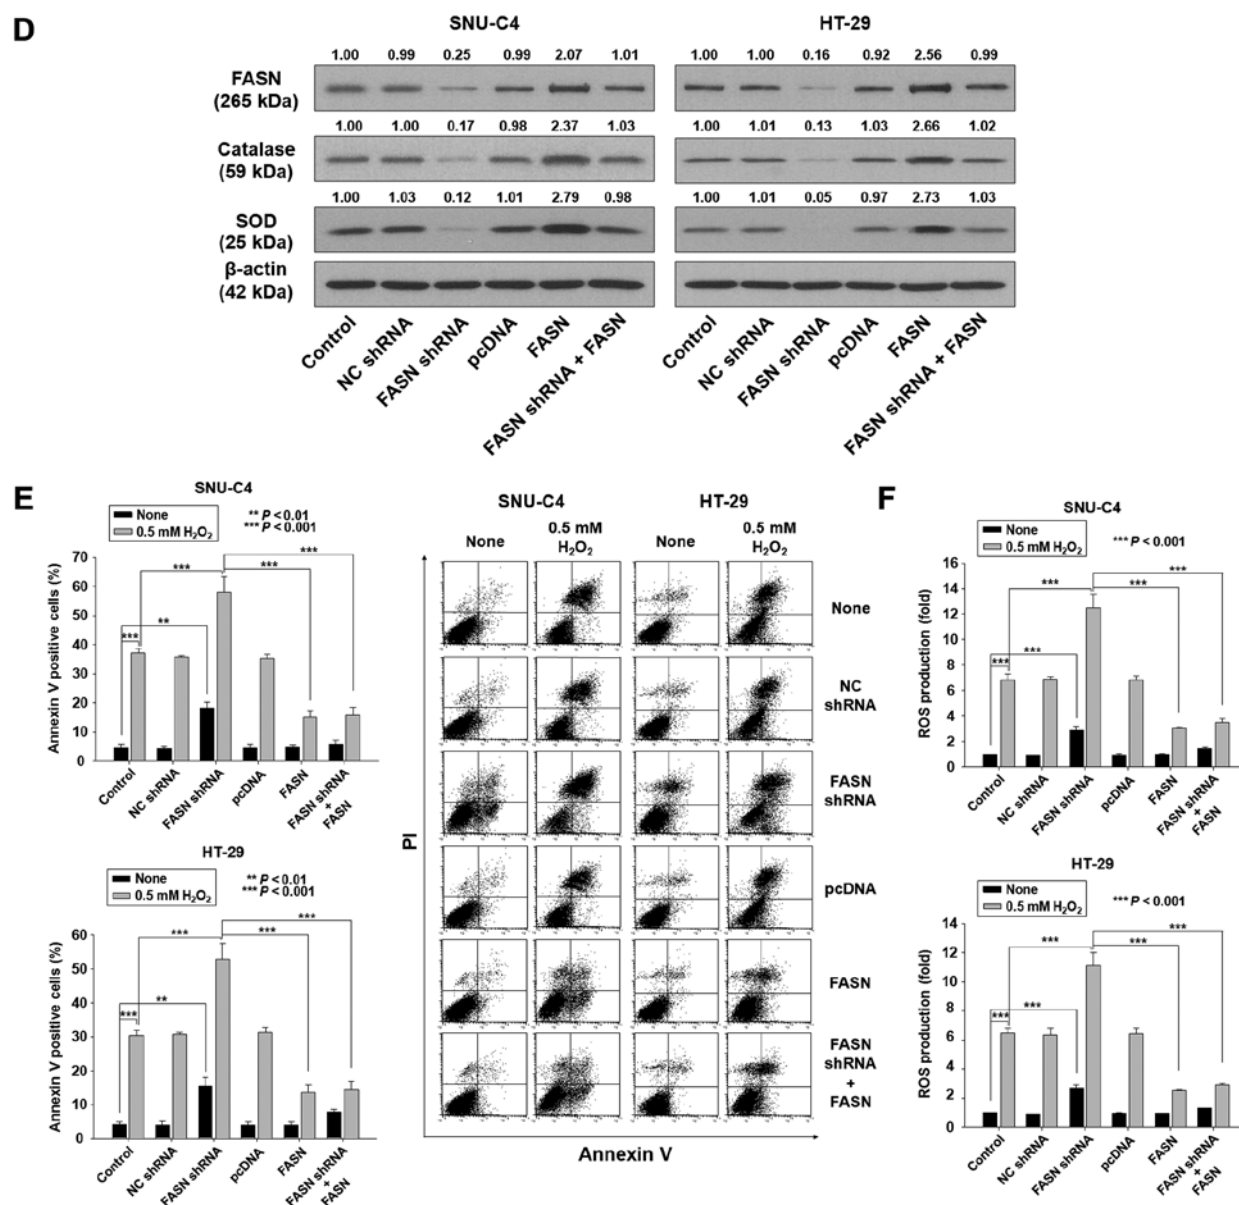 D
SNU-C4
HT-29
1.00 0.99 0.25 0.99 2.07 1.01
1.00 1.00 0.16 0.92 2.56 0.99
FASN
(265 kDa)
1.00 1.00 0.17 0.98 2.37 1.03
1.00 1.01 0.13 1.03 2.66 1.02
Catalase
(59 kDa)
1.00 1.03 0.12 1.01 2.79 0.98
1.00 1.01 0.05 0.97 2.73 1.03
SOD
(25 kDa)
β-actin
(42 kDa)
Control
NC shRNA
FASN shRNA
pcDNA
FASN
FASN shRNA + FASN
Control
NC shRNA
FASN shRNA
pcDNA
FASN
FASN shRNA + FASN
E
SNU-C4
None
0.5 mM H₂O₂
** P < 0.01
*** P < 0.001
Annexin V positive cells (%)
70
60
50
40
30
20
10
0
***
**
***
***
***
Control
NC shRNA
FASN shRNA
pcDNA
FASN
FASN shRNA
+
FASN
HT-29
None
0.5 mM H₂O₂
** P < 0.01
*** P < 0.001
Annexin V positive cells (%)
60
50
40
30
20
10
0
***
**
***
***
***
Control
NC shRNA
FASN shRNA
pcDNA
FASN
FASN shRNA
+
FASN
SNU-C4
HT-29
None
0.5 mM
H₂O₂
None
0.5 mM
H₂O₂
None
NC
shRNA
FASN
shRNA
pcDNA
FASN
FASN
shRNA
+
FASN
PI
Annexin V
F
SNU-C4
None
0.5 mM H₂O₂
*** P < 0.001
ROS production (fold)
16
14
12
10
8
6
4
2
0
***
***
***
***
***
Control
NC shRNA
FASN shRNA
pcDNA
FASN
FASN shRNA
+
FASN
HT-29
None
0.5 mM H₂O₂
*** P < 0.001
ROS production (fold)
14
12
10
8
6
4
2
0
***
***
***
***
***
Control
NC shRNA
FASN shRNA
pcDNA
FASN
FASN shRNA
+
FASN